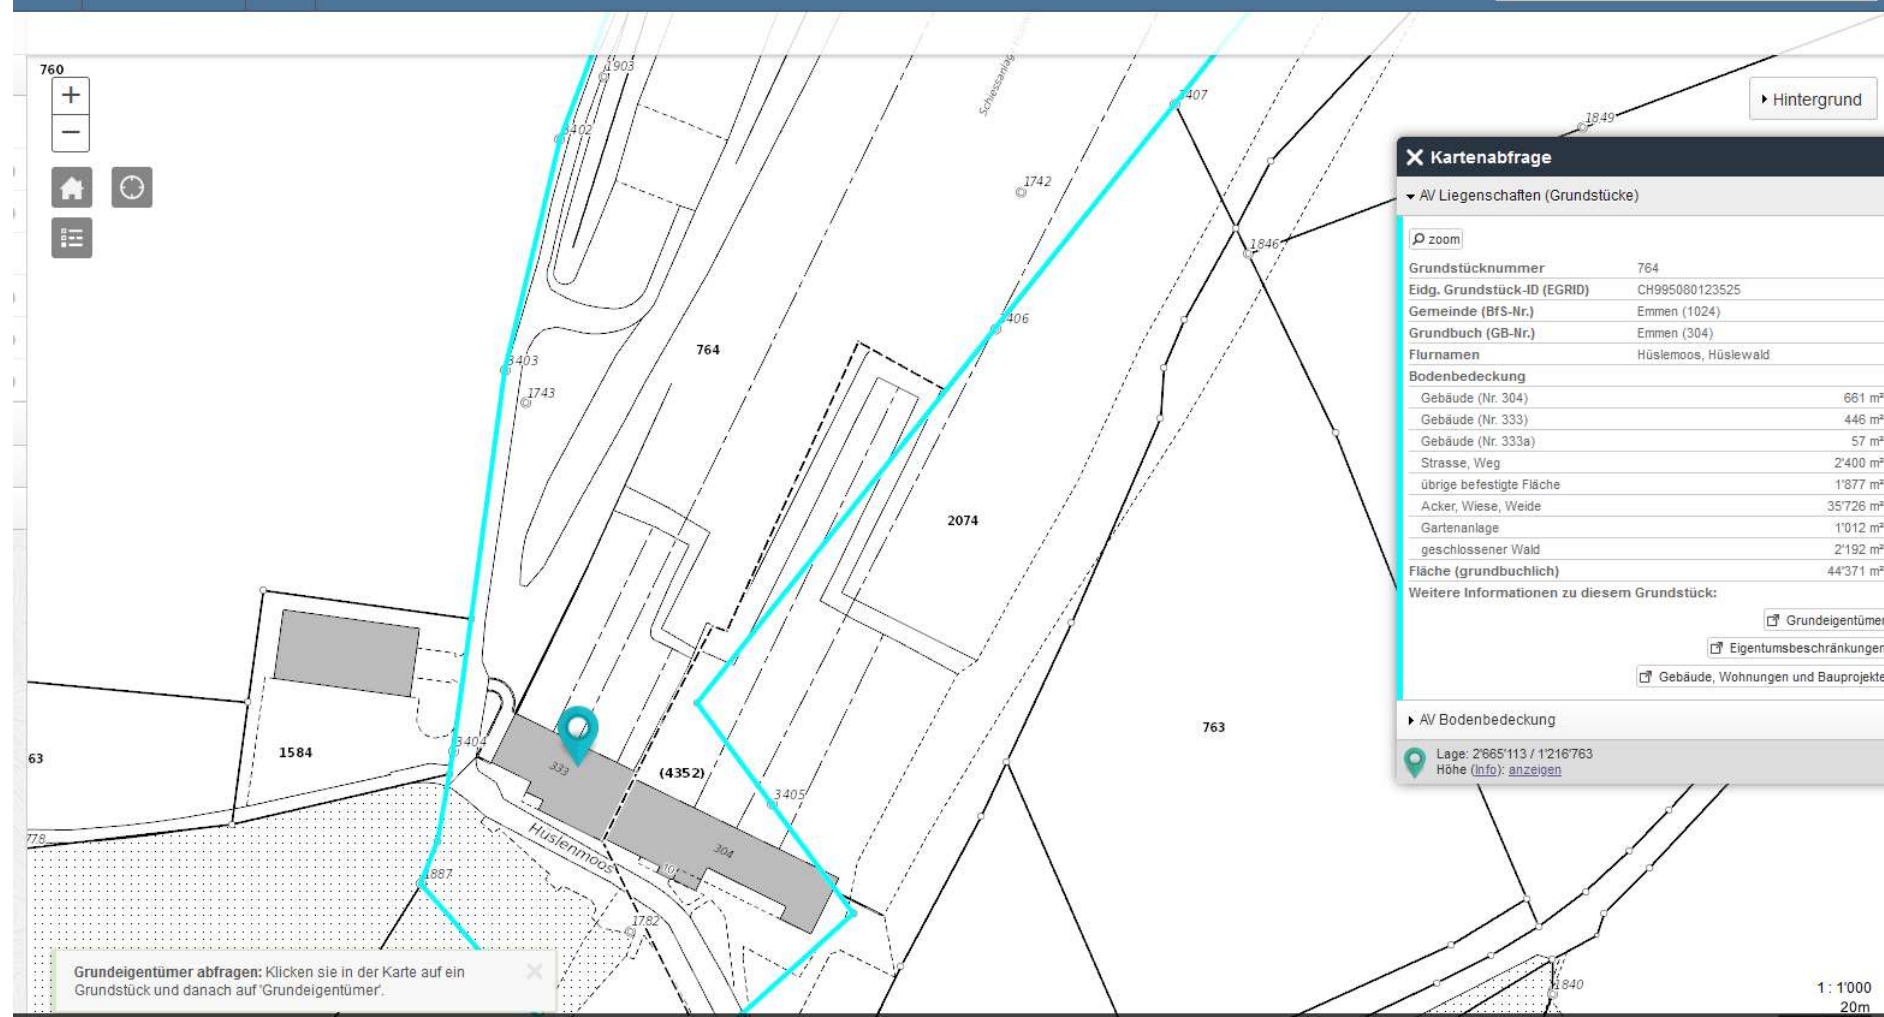 760
1903
3402
Schiessanlage
3407
1849
Hintergrund
Kartenabfrage
AV Liegenschaften (Grundstücke)
1742
1846
zoom
Grundstücknummer 764
Eidg. Grundstück-ID (EGRID) CH995080123525
Gemeinde (BfS-Nr.) Emmen (1024)
Grundbuch (GB-Nr.) Emmen (304)
Flurnamen Hüslemoos, Hüslewald
Bodenbedeckung
Gebäude (Nr. 304) 661 m²
Gebäude (Nr. 333) 446 m²
Gebäude (Nr. 333a) 57 m²
Strasse, Weg 2'400 m²
übrige befestigte Fläche 1'877 m²
Acker, Wiese, Weide 35'726 m²
Gartenanlage 1'012 m²
geschlossener Wald 2'192 m²
Fläche (grundbuchlich) 44'371 m²
Weitere Informationen zu diesem Grundstück:
Grundeigentümer
Eigentumsbeschränkungen
Gebäude, Wohnungen und Bauprojekte
AV Bodenbedeckung
Lage: 2'665'113 / 1'216'763
Höhe (Info): anzeigen
3406
764
3403
1743
2074
763
3404
1584
63
333
(4352)
3405
Hüslenmoos
304
10
778
1887
1782
1840
Grundeigentümer abfragen: Klicken sie in der Karte auf ein
Grundstück und danach auf 'Grundeigentümer'.
1 : 1'000
20m